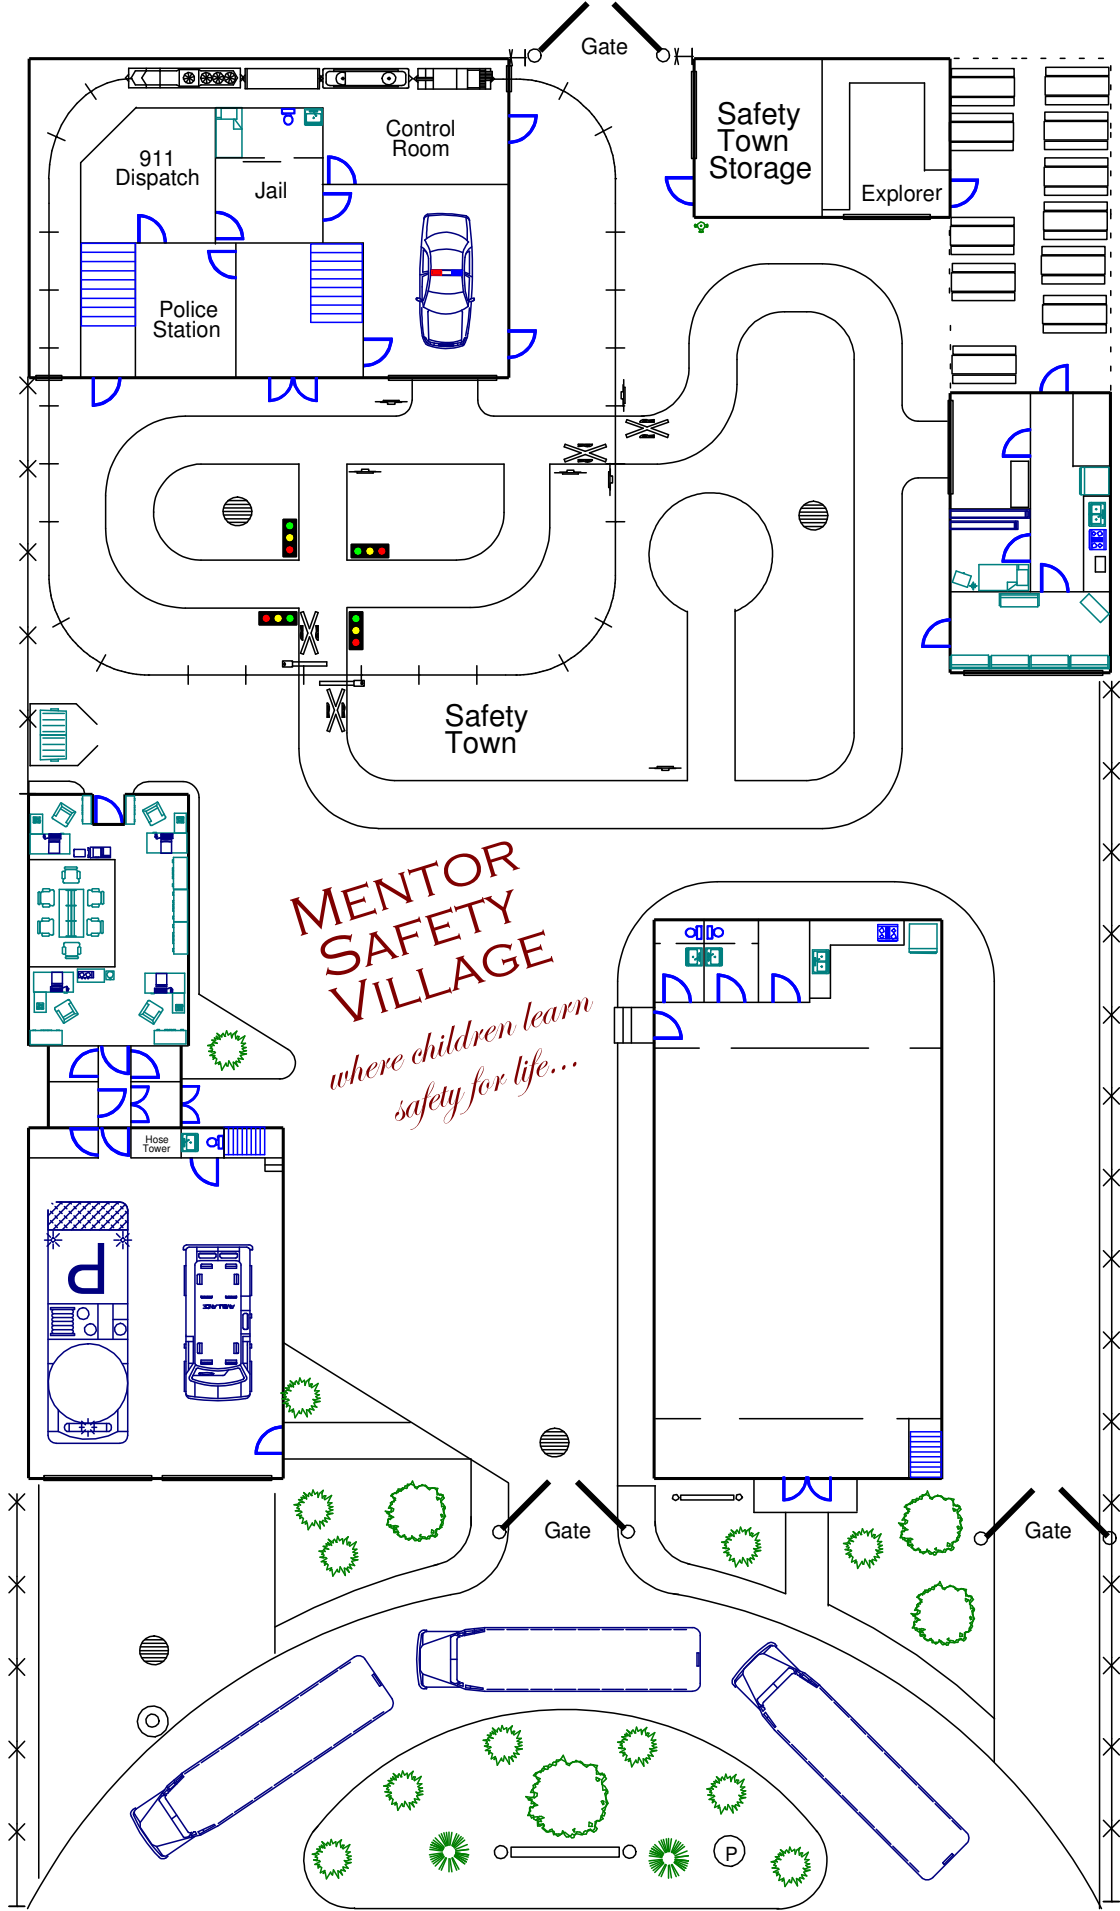 Gate
Safety
Town
Storage
Explorer
Control
Room
911
Dispatch
Jail
Police
Station
Safety
Town
MENTOR
SAFETY
VILLAGE
where children learn
safety for life...
Hose
Tower
P
Gate
Gate
P